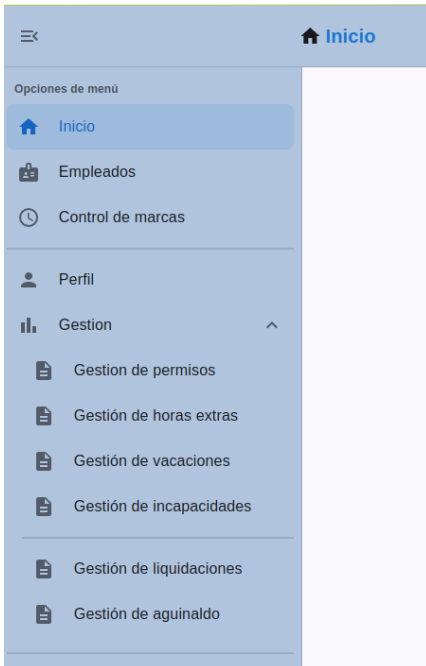 Inicio
Opciones de menú
Inicio
Empleados
Control de marcas
Perfil
Gestion
Gestion de permisos
Gestión de horas extras
Gestión de vacaciones
Gestión de incapacidades
Gestión de liquidaciones
Gestión de aguinaldo